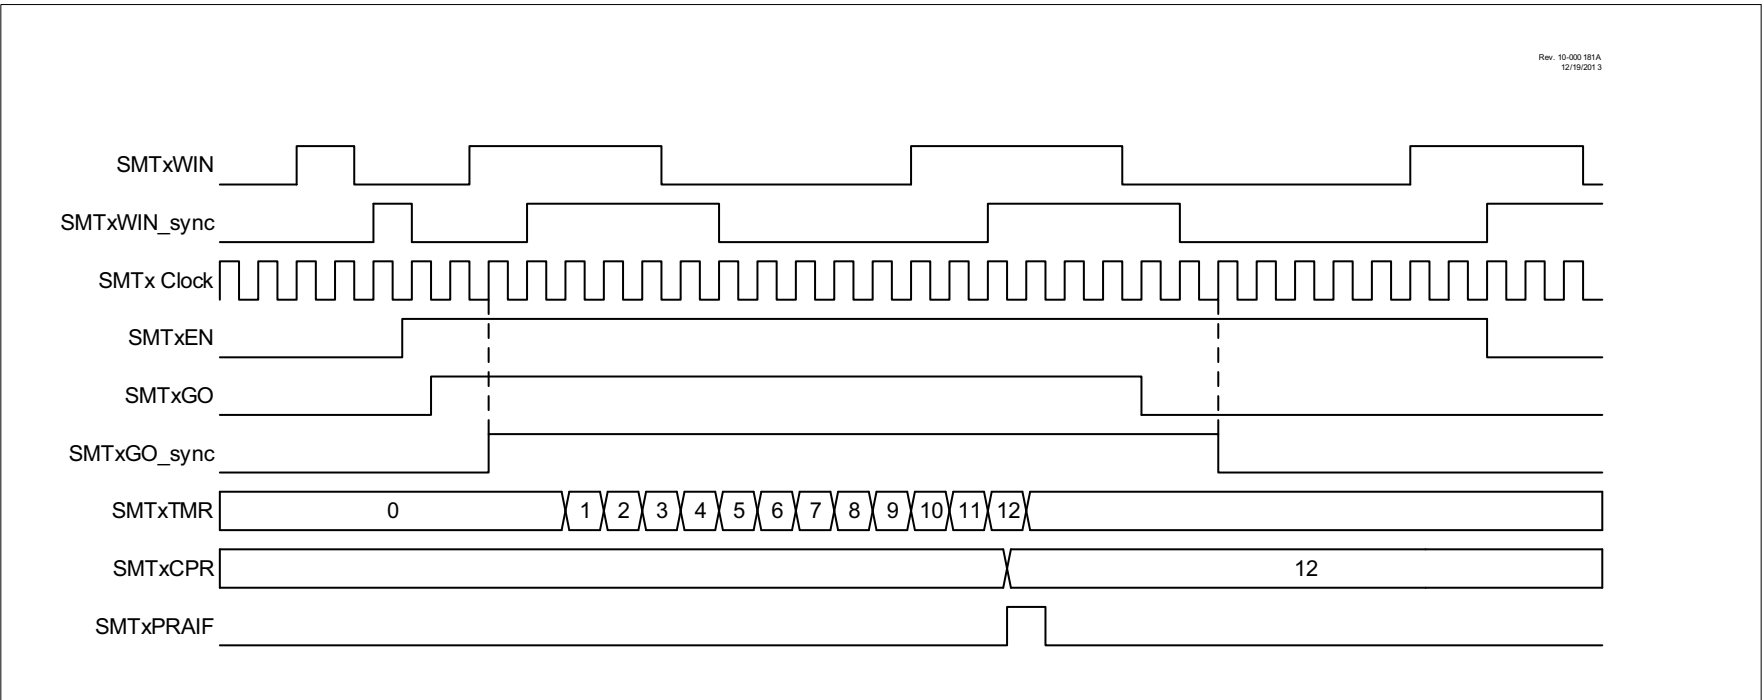 Rev. 10-000 181A
12/19/201 3
SMTxWIN
SMTxWIN_sync
SMTx Clock
SMTxEN
SMTxGO
SMTxGO_sync
SMTxTMR 0 1 2 3 4 5 6 7 8 9 10 11 12
SMTxCPR 12
SMTxPRAIF